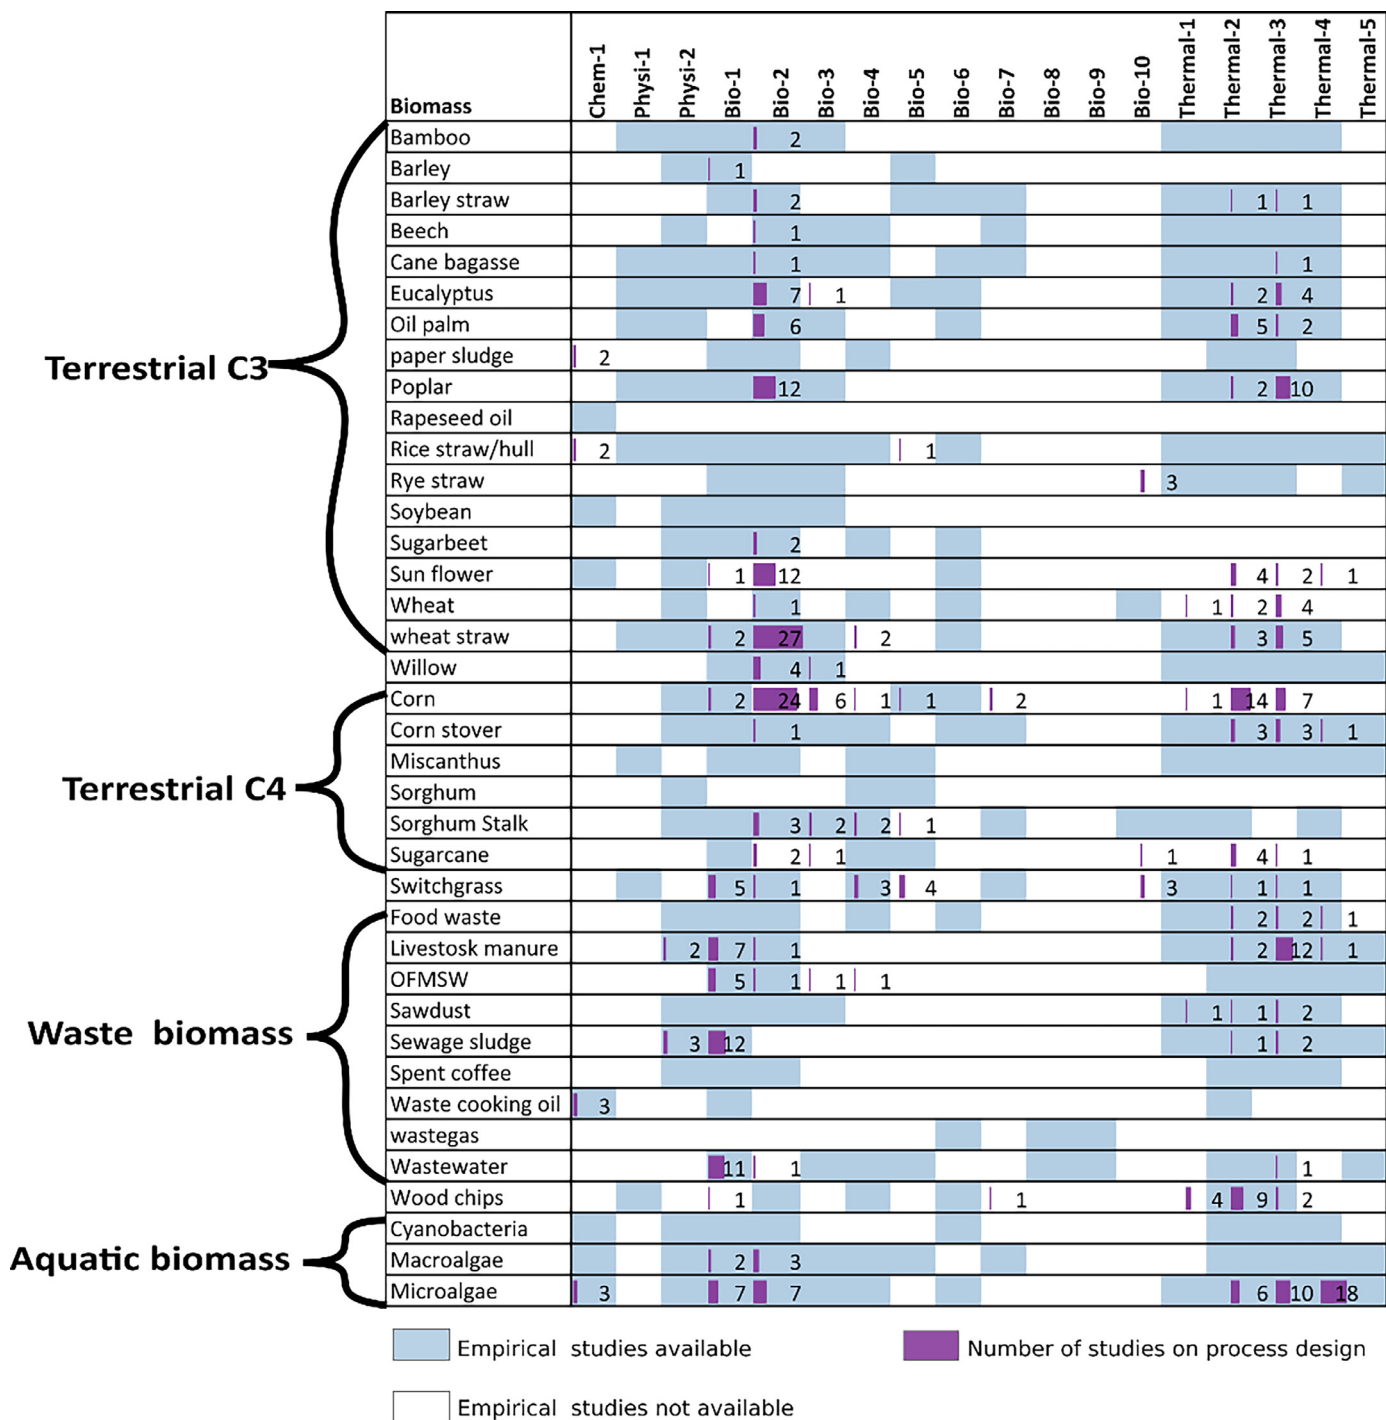 Biomass Chem-1 Physi-1 Physi-2 Bio-1 Bio-2 Bio-3 Bio-4 Bio-5 Bio-6 Bio-7 Bio-8 Bio-9 Bio-10 Thermal-1 Thermal-2 Thermal-3 Thermal-4 Thermal-5
Bamboo 2
Barley 1
Barley straw 2 1 1
Beech 1
Cane bagasse 1 1
Eucalyptus 7 1 2 4
Oil palm 6 5 2
Terrestrial C3
paper sludge 2
Poplar 12 2 10
Rapeseed oil
Rice straw/hull 2 1
Rye straw 3
Soybean
Sugarbeet 2
Sun flower 1 12 4 2 1
Wheat 1 1 2 4
wheat straw 2 27 2 3 5
Willow 4 1
Corn 2 24 6 1 1 2 1 14 7
Corn stover 1 3 3 1
Miscanthus
Terrestrial C4
Sorghum
Sorghum Stalk 3 2 2 1
Sugarcane 2 1 1 4 1
Switchgrass 5 1 3 4 3 1 1
Food waste 2 2 1
Livestosk manure 2 7 1 2 12 1
OFMSW 5 1 1 1
Sawdust 1 1 2
Waste biomass
Sewage sludge 3 12 1 2
Spent coffee
Waste cooking oil 3
wastegas
Wastewater 11 1 1
Wood chips 1 1 4 9 2
Cyanobacteria
Aquatic biomass
Macroalgae 2 3
Microalgae 3 7 7 6 10 18
Empirical studies available
Number of studies on process design
Empirical studies not available